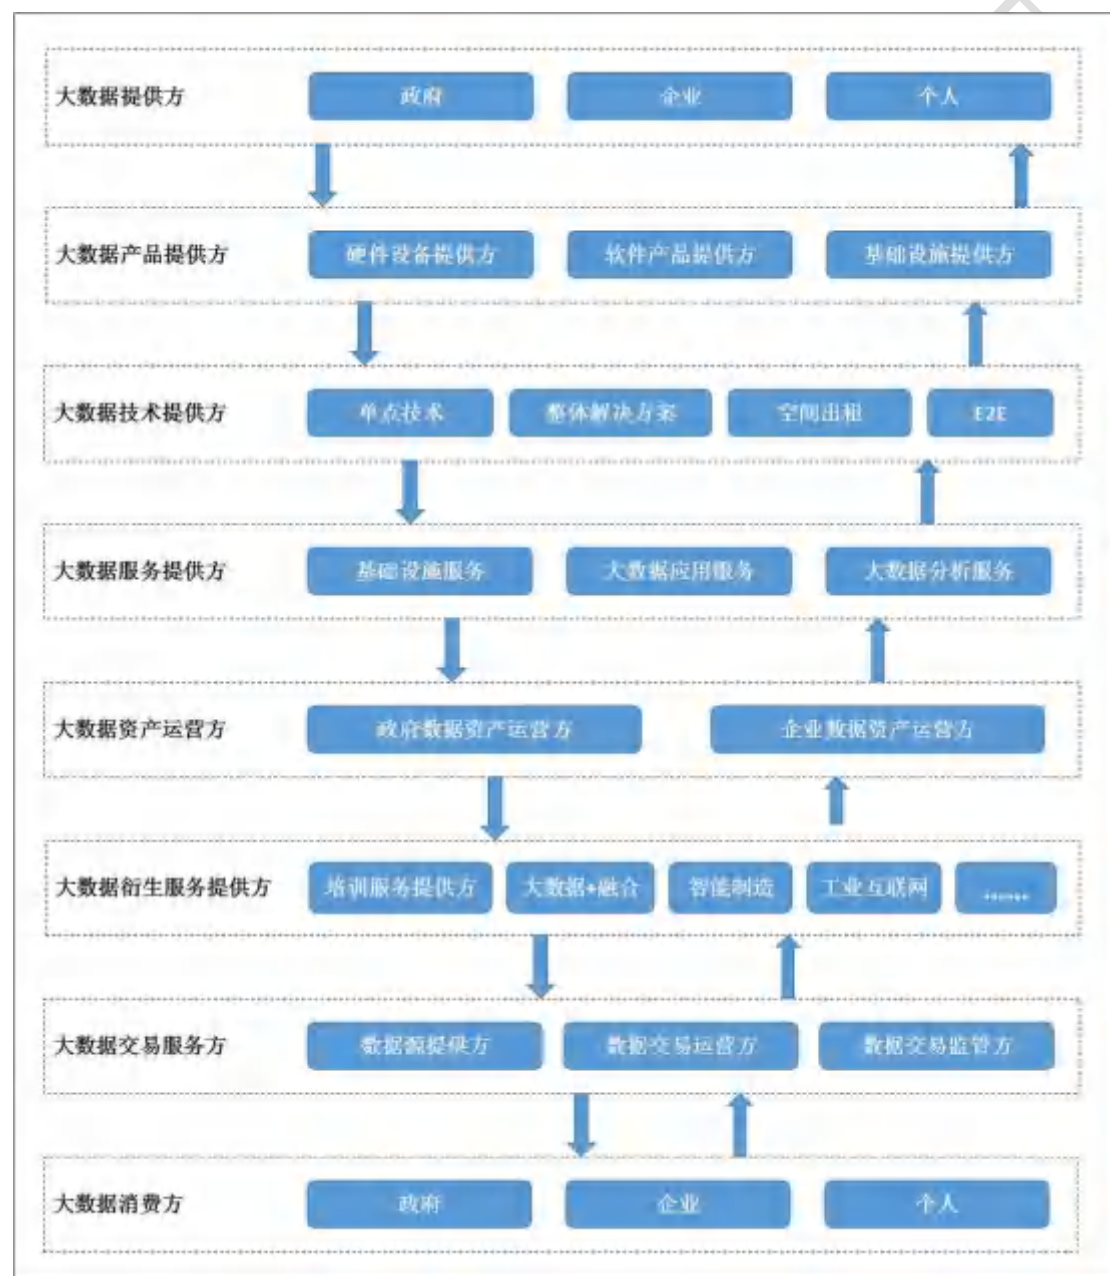 大数据提供方 政府 企业 个人
大数据产品提供方 硬件设备提供方 软件产品提供方 基础设施提供方
大数据技术提供方 单点技术 整体解决方案 空间出租 E2E
大数据服务提供方 基础设施服务 大数据应用服务 大数据分析服务
大数据资产运营方 政府数据资产运营方 企业数据资产运营方
大数据衍生服务提供方 培训服务提供方 大数据+融合 智能制造 工业互联网 ……
大数据交易服务方 数据源提供方 数据交易运营方 数据交易监管方
大数据消费方 政府 企业 个人